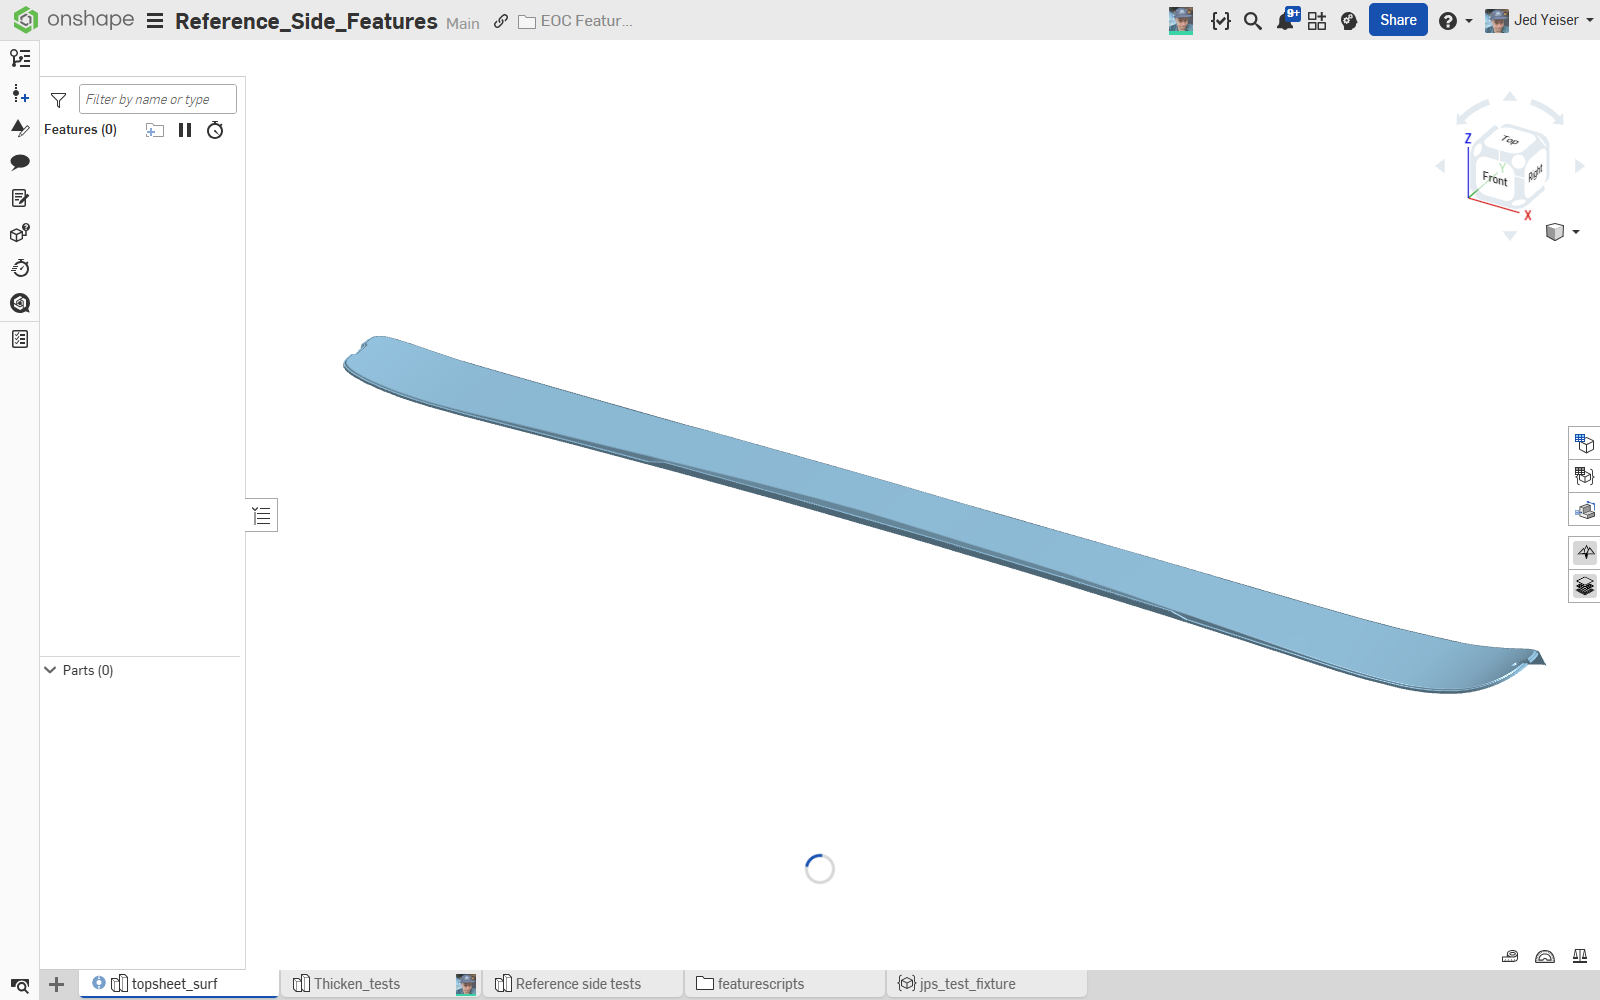 onshape Reference_Side_Features Main EOC Featur... 9+ Share Jed Yeiser
Filter by name or type
Features (0)
Top
Z
Y
Front
Right
X
Parts (0)
topsheet_surf Thicken_tests Reference side tests featurescripts jps_test_fixture